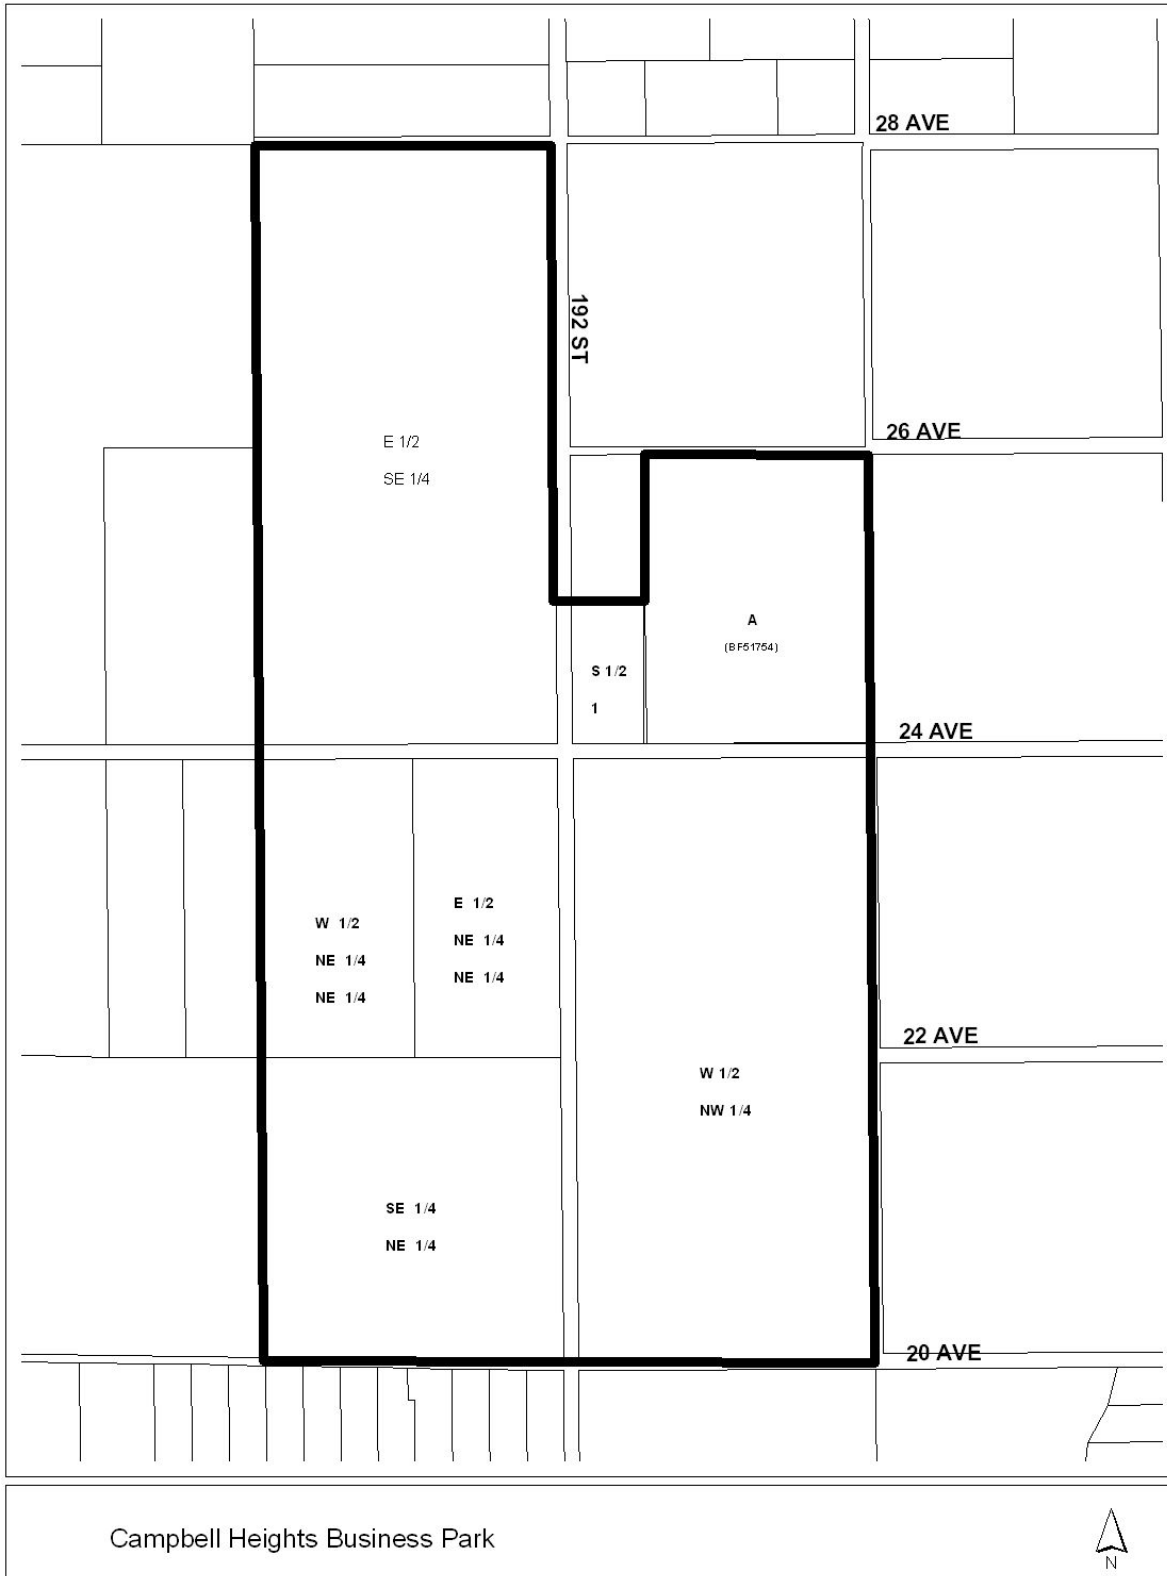 28 AVE
192 ST
26 AVE
E 1/2
SE 1/4
A
(BF51754)
S 1/2
1
24 AVE
W 1/2
NE 1/4
NE 1/4
E 1/2
NE 1/4
NE 1/4
22 AVE
W 1/2
NW 1/4
SE 1/4
NE 1/4
20 AVE
Campbell Heights Business Park
N